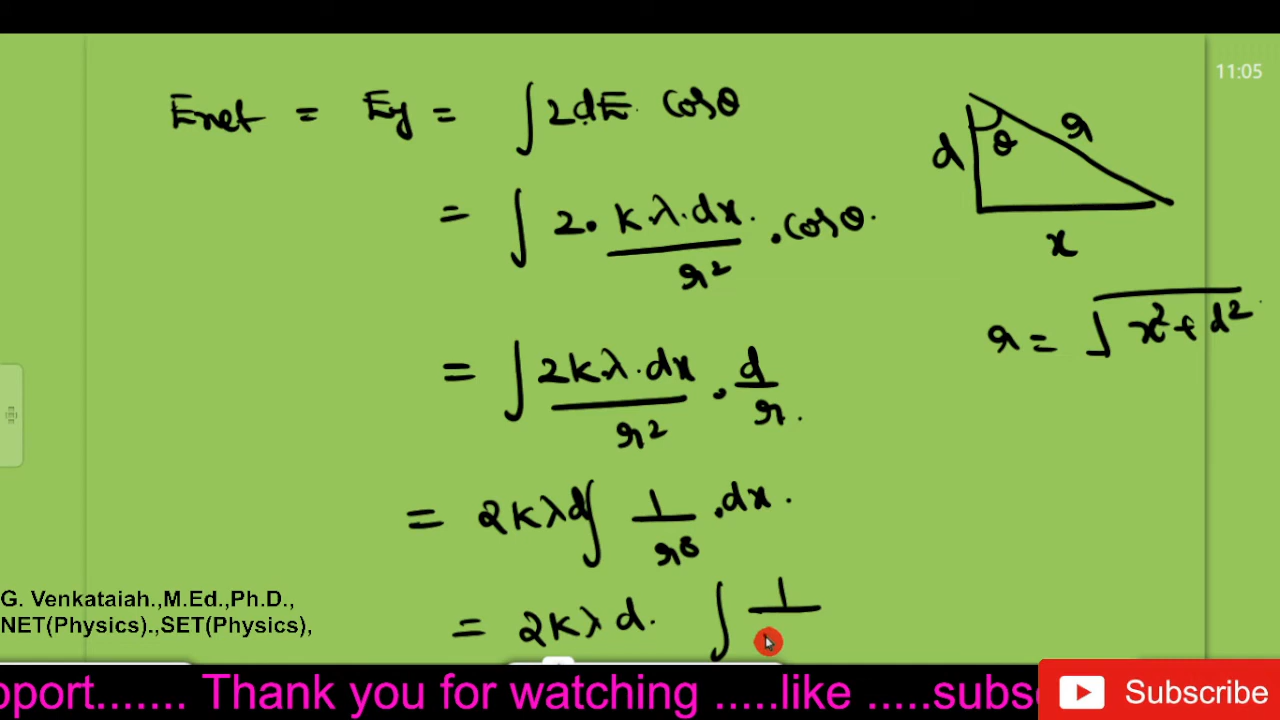 11:05
Enet = Ey = ∫ 2dE cosθ
= ∫ 2. kλ.dx. / r² .cosθ.
= ∫ 2kλ.dx / r² . d / r .
= 2kλd ∫ 1 / r³ .dx .
= 2kλd. ∫ 1 /
d θ r
x
r = √x²+d²
G. Venkataiah.,M.Ed.,Ph.D.,
NET(Physics).,SET(Physics),
pport....... Thank you for watching .....like .....subs
Subscribe